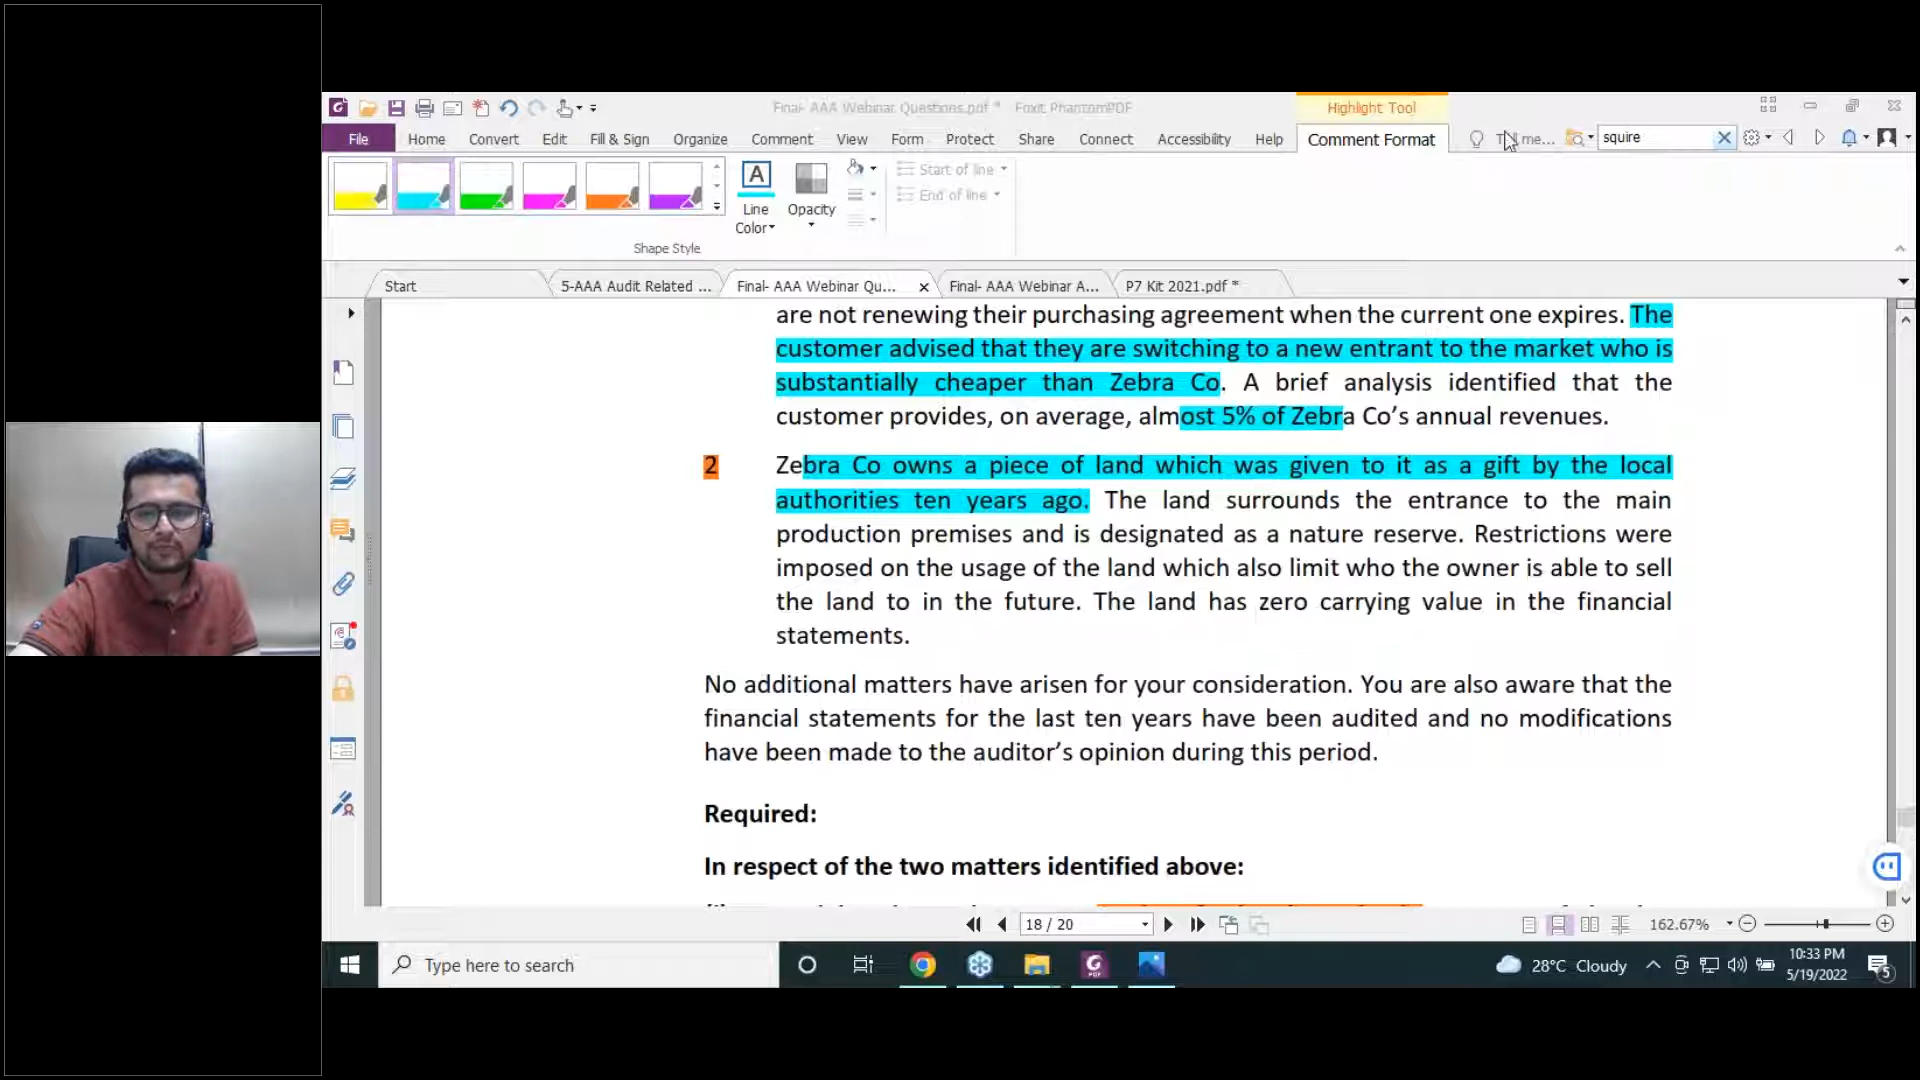 Final- AAA Webinar Questions.pdf * Foxit PhantomPDF
Highlight Tool
File Home Convert Edit Fill & Sign Organize Comment View Form Protect Share Connect Accessibility Help Comment Format
squire
Line
Color
Opacity
Start of line
End of line
Shape Style
Start 5-AAA Audit Related ... Final- AAA Webinar Qu... Final- AAA Webinar A... P7 Kit 2021.pdf *
are not renewing their purchasing agreement when the current one expires. The
customer advised that they are switching to a new entrant to the market who is
substantially cheaper than Zebra Co. A brief analysis identified that the
customer provides, on average, almost 5% of Zebra Co’s annual revenues.
2 Zebra Co owns a piece of land which was given to it as a gift by the local
authorities ten years ago. The land surrounds the entrance to the main
production premises and is designated as a nature reserve. Restrictions were
imposed on the usage of the land which also limit who the owner is able to sell
the land to in the future. The land has zero carrying value in the financial
statements.
No additional matters have arisen for your consideration. You are also aware that the
financial statements for the last ten years have been audited and no modifications
have been made to the auditor’s opinion during this period.
Required:
In respect of the two matters identified above:
18 / 20
162.67%
Type here to search
28°C Cloudy
10:33 PM
5/19/2022
5